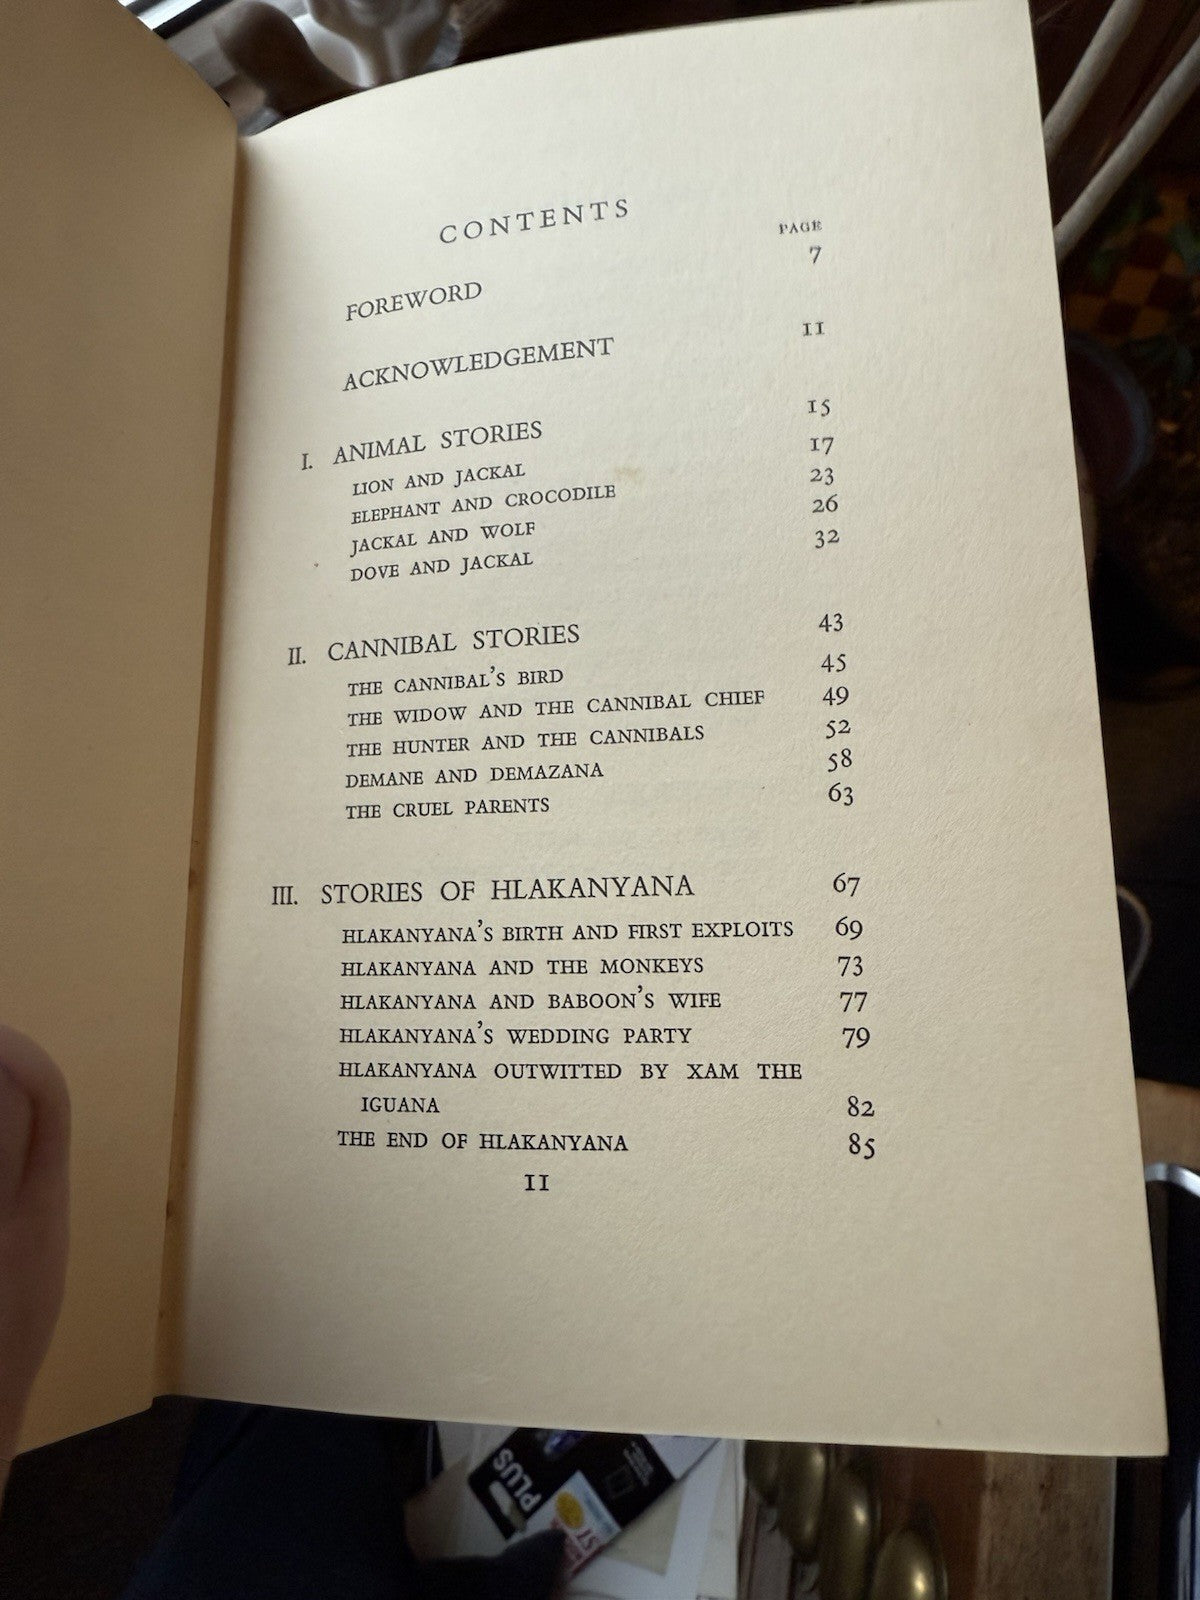 CONTENTS
PAGE
FOREWORD 7
ACKNOWLEDGEMENT 11
I. ANIMAL STORIES 15
LION AND JACKAL 17
ELEPHANT AND CROCODILE 23
JACKAL AND WOLF 26
DOVE AND JACKAL 32
II. CANNIBAL STORIES 43
THE CANNIBAL'S BIRD 45
THE WIDOW AND THE CANNIBAL CHIEF 49
THE HUNTER AND THE CANNIBALS 52
DEMANE AND DEMAZANA 58
THE CRUEL PARENTS 63
III. STORIES OF HLAKANYANA 67
HLAKANYANA'S BIRTH AND FIRST EXPLOITS 69
HLAKANYANA AND THE MONKEYS 73
HLAKANYANA AND BABOON'S WIFE 77
HLAKANYANA'S WEDDING PARTY 79
HLAKANYANA OUTWITTED BY XAM THE
IGUANA 82
THE END OF HLAKANYANA 85
11
PLUS